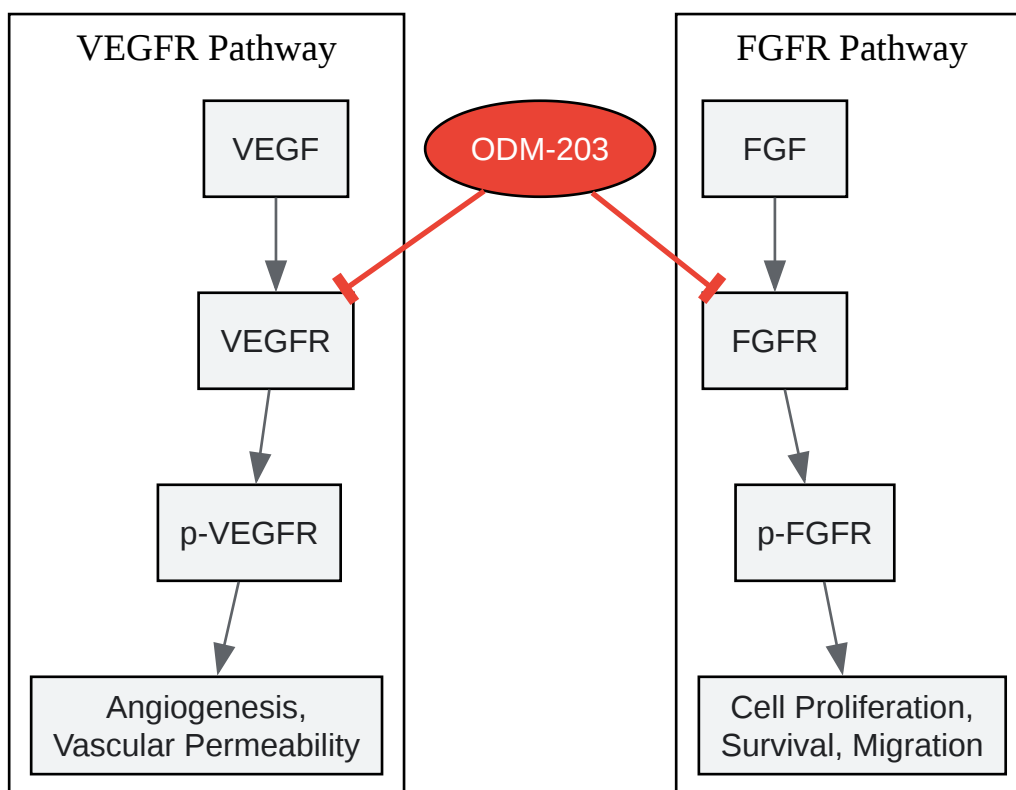 VEGFR Pathway
FGFR Pathway
VEGF
ODM-203
FGF
VEGFR
FGFR
p-VEGFR
p-FGFR
Angiogenesis,
Vascular Permeability
Cell Proliferation,
Survival, Migration